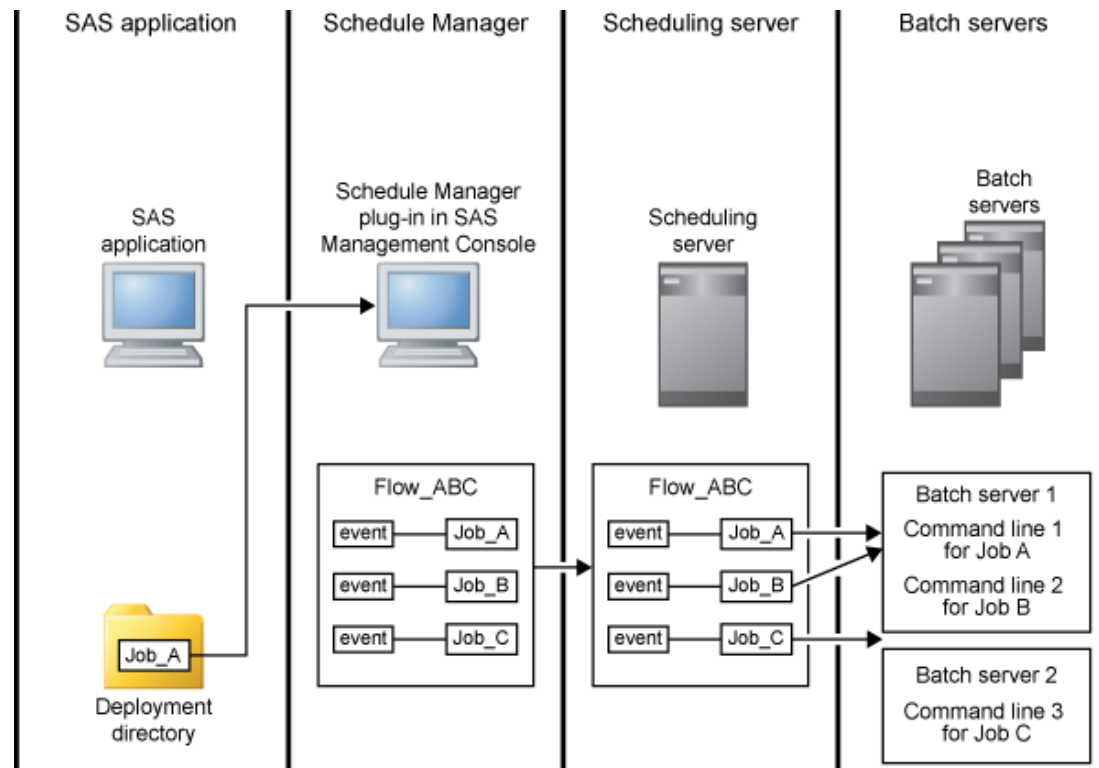 SAS application
Schedule Manager
Scheduling server
Batch servers
SAS
application
Schedule Manager
plug-in in SAS
Management Console
Scheduling
server
Batch
servers
Job_A
Deployment
directory
Flow_ABC
event
Job_A
event
Job_B
event
Job_C
Flow_ABC
event
Job_A
event
Job_B
event
Job_C
Batch server 1
Command line 1
for Job A
Command line 2
for Job B
Batch server 2
Command line 3
for Job C